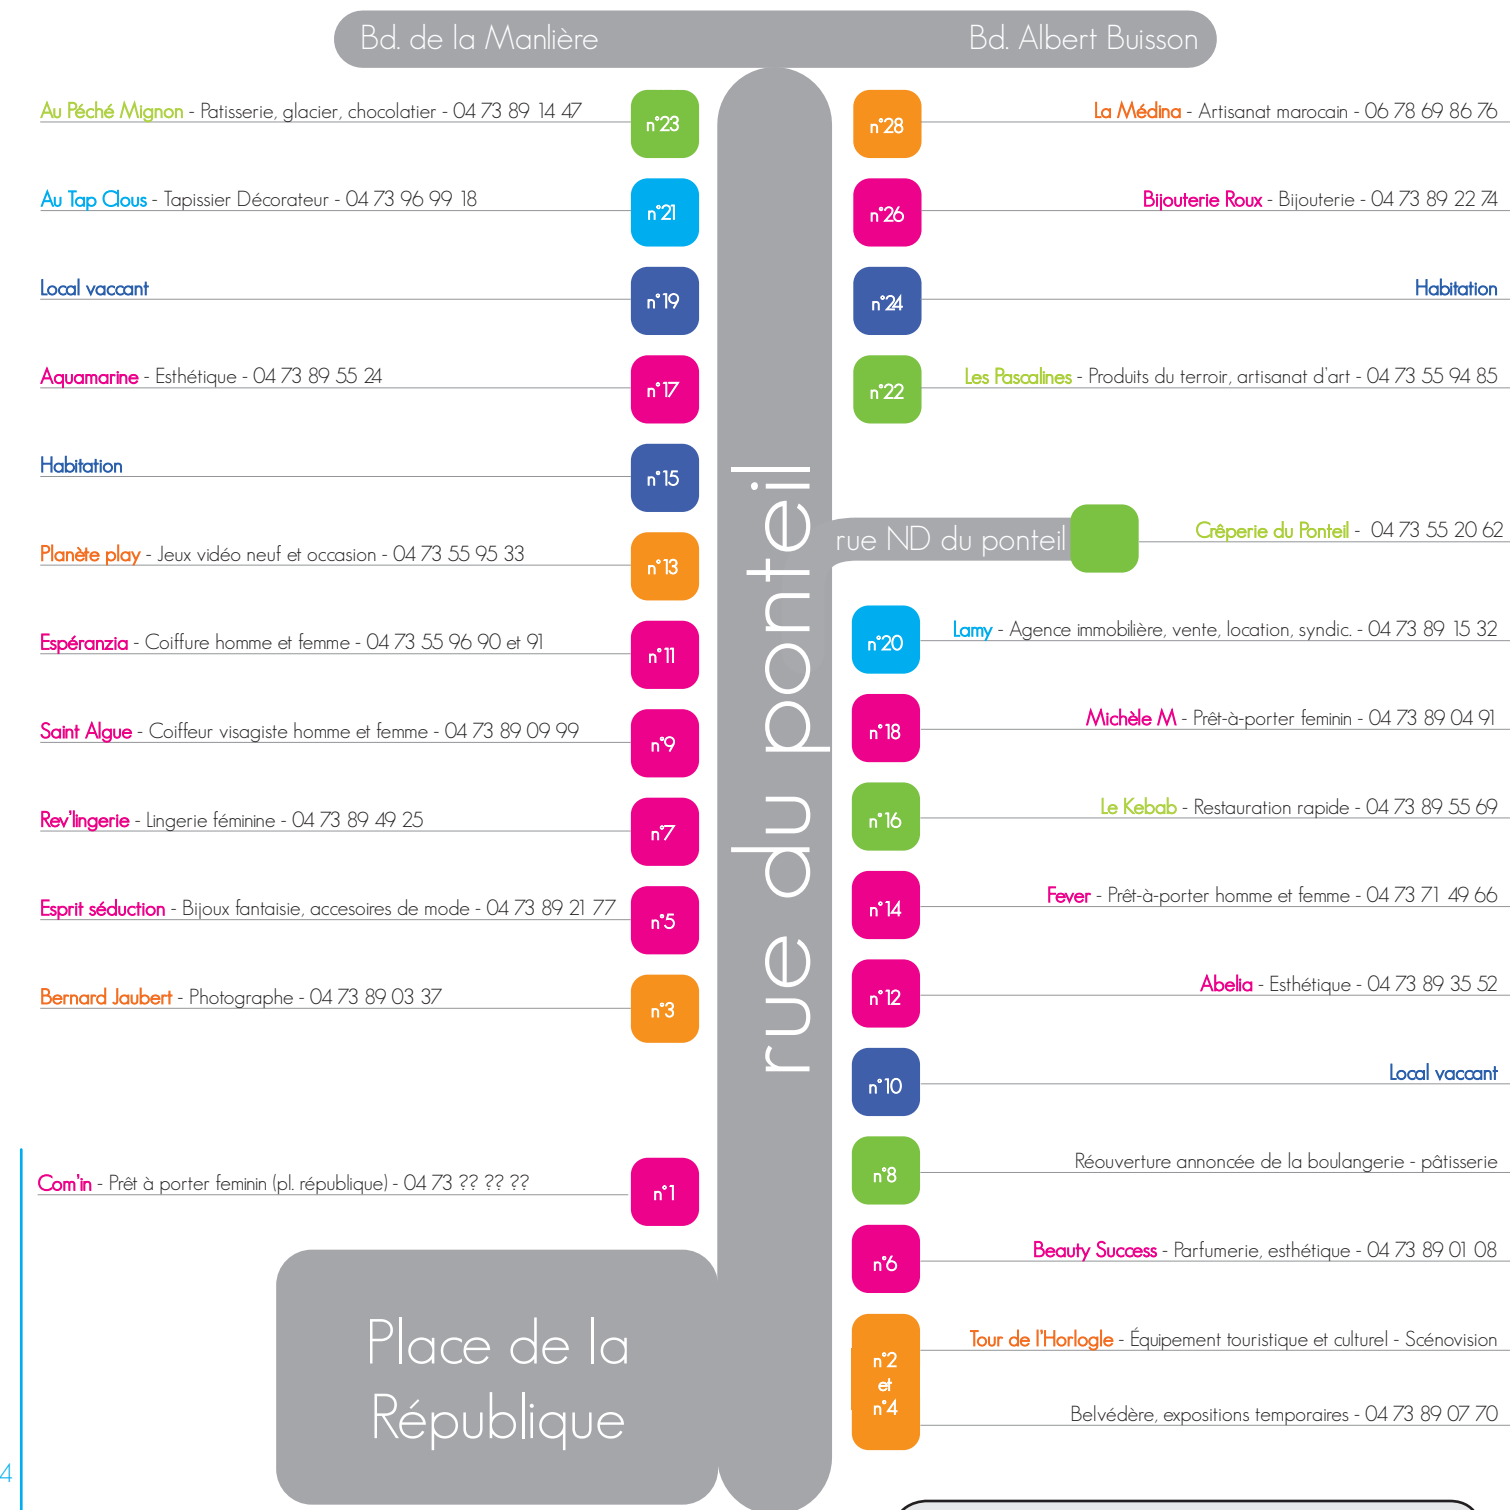 Bd. de la Manlière
Bd. Albert Buisson
Au Péché Mignon - Patisserie, glacier, chocolatier - 04 73 89 14 47
n°23
Au Tap Clous - Tapissier Décorateur - 04 73 96 99 18
n°21
Local vaccant
n°19
Aquamarine - Esthétique - 04 73 89 55 24
n°17
Habitation
n°15
Planète play - Jeux vidéo neuf et occasion - 04 73 55 95 33
n°13
Espéranzia - Coiffure homme et femme - 04 73 55 96 90 et 91
n°11
Saint Algue - Coiffeur visagiste homme et femme - 04 73 89 09 99
n°9
Rev'lingerie - Lingerie féminine - 04 73 89 49 25
n°7
Esprit séduction - Bijoux fantaisie, accesoires de mode - 04 73 89 21 77
n°5
Bernard Jaubert - Photographe - 04 73 89 03 37
n°3
Com'in - Prêt à porter feminin (pl. république) - 04 73 ?? ?? ??
n°1
Place de la
République
4
rue du ponteil
n°28
La Médina - Artisanat marocain - 06 78 69 86 76
n°26
Bijouterie Roux - Bijouterie - 04 73 89 22 74
n°24
Habitation
n°22
Les Pascalines - Produits du terroir, artisanat d'art - 04 73 55 94 85
rue ND du ponteil
Crêperie du Ponteil - 04 73 55 20 62
n°20
Lamy - Agence immobilière, vente, location, syndic. - 04 73 89 15 32
n°18
Michèle M - Prêt-à-porter feminin - 04 73 89 04 91
n°16
Le Kebab - Restauration rapide - 04 73 89 55 69
n°14
Fever - Prêt-à-porter homme et femme - 04 73 71 49 66
n°12
Abelia - Esthétique - 04 73 89 35 52
n°10
Local vaccant
n°8
Réouverture annoncée de la boulangerie - pâtisserie
n°6
Beauty Success - Parfumerie, esthétique - 04 73 89 01 08
n°2
et
n°4
Tour de l'Horlogle - Équipement touristique et culturel - Scénovision
Belvédère, expositions temporaires - 04 73 89 07 70